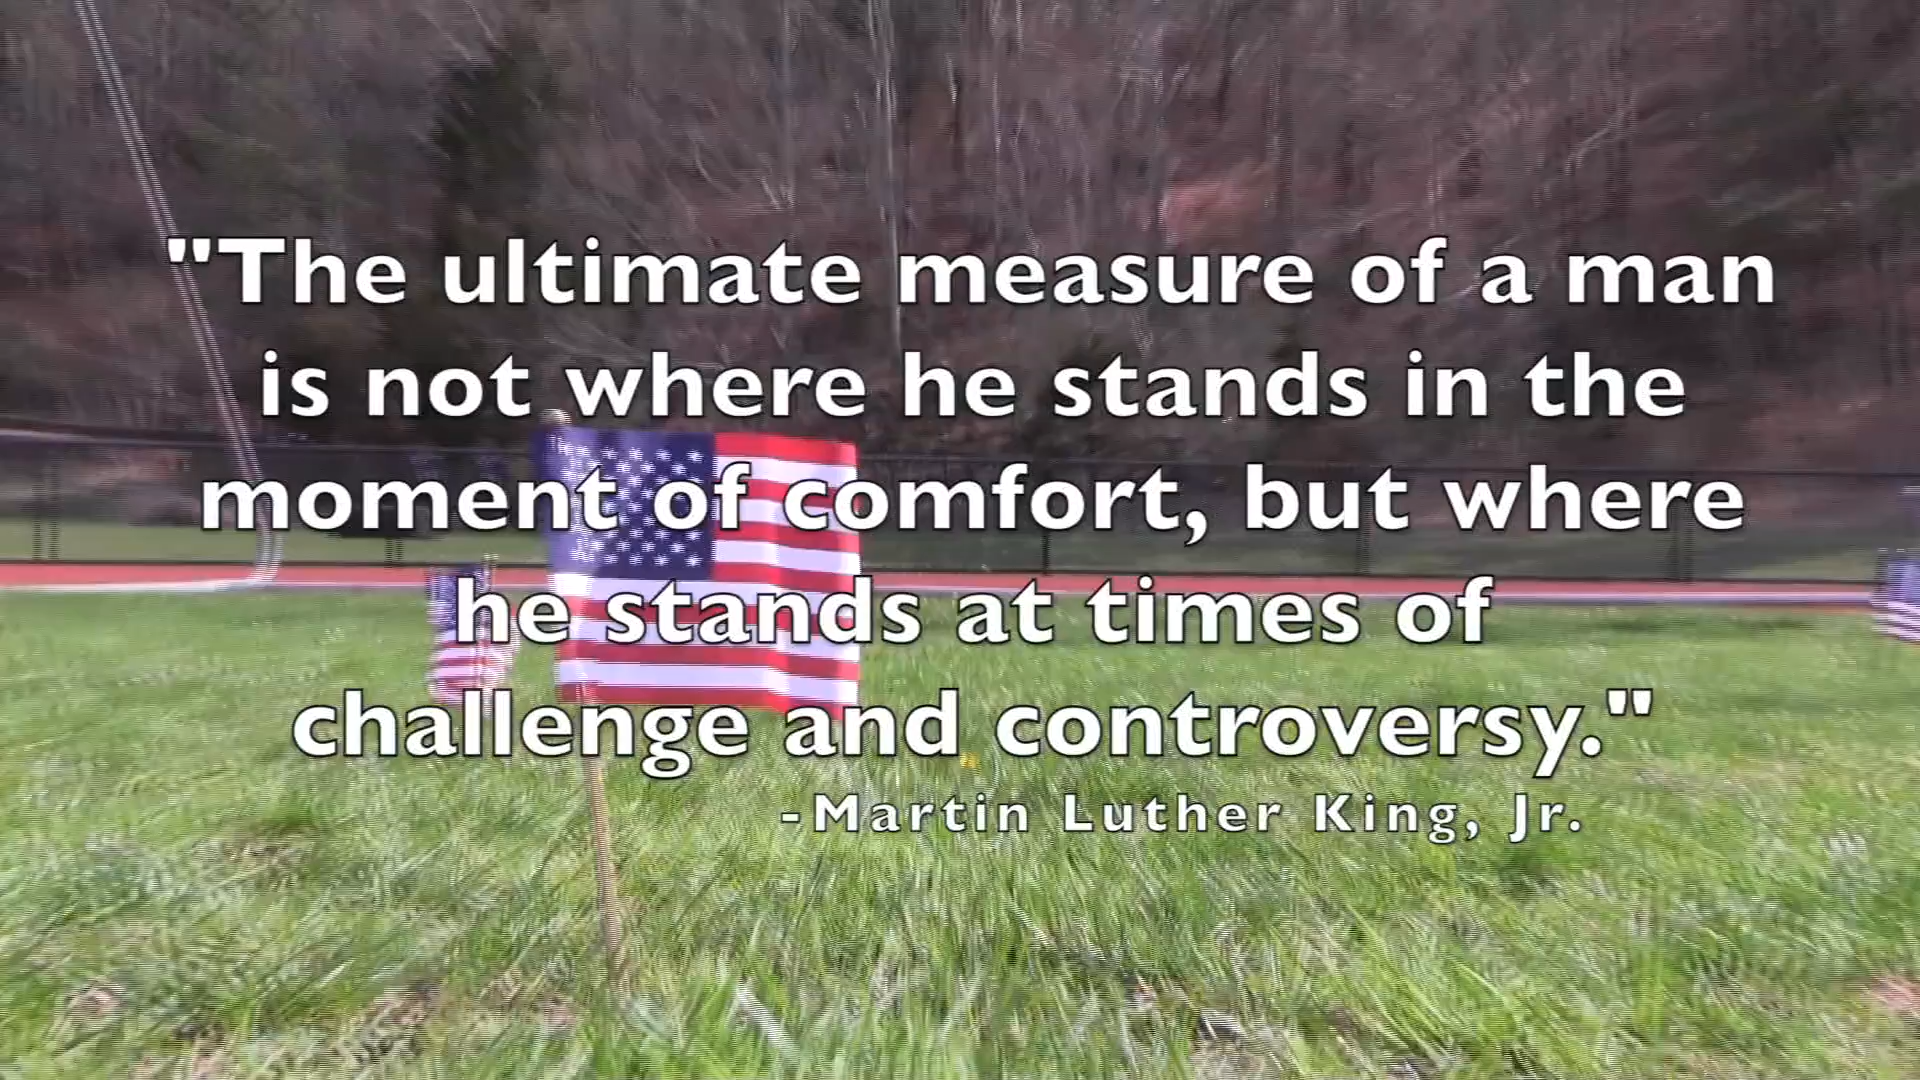 "The ultimate measure of a man
is not where he stands in the
moment of comfort, but where
he stands at times of
challenge and controversy."
-Martin Luther King, Jr.